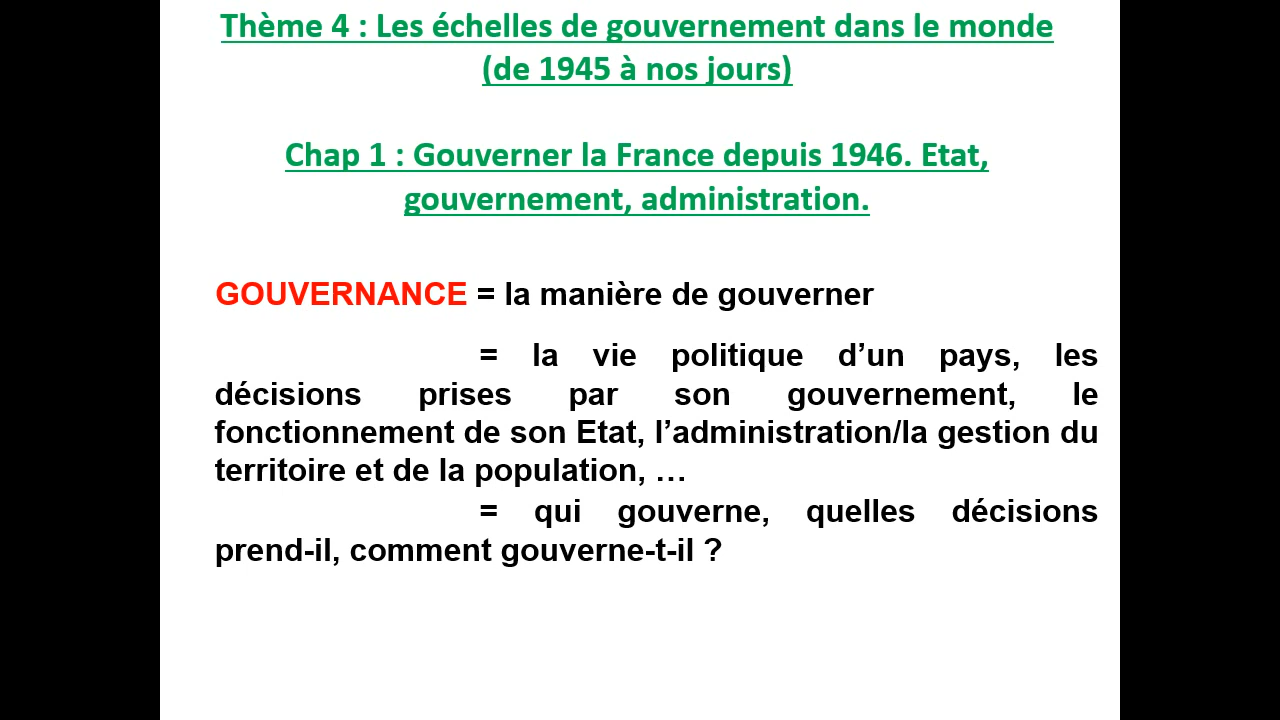 Thème 4 : Les échelles de gouvernement dans le monde
(de 1945 à nos jours)
Chap 1 : Gouverner la France depuis 1946. Etat,
gouvernement, administration.
GOUVERNANCE = la manière de gouverner
= la vie politique d’un pays, les
décisions prises par son gouvernement, le
fonctionnement de son Etat, l’administration/la gestion du
territoire et de la population, …
= qui gouverne, quelles décisions
prend-il, comment gouverne-t-il ?